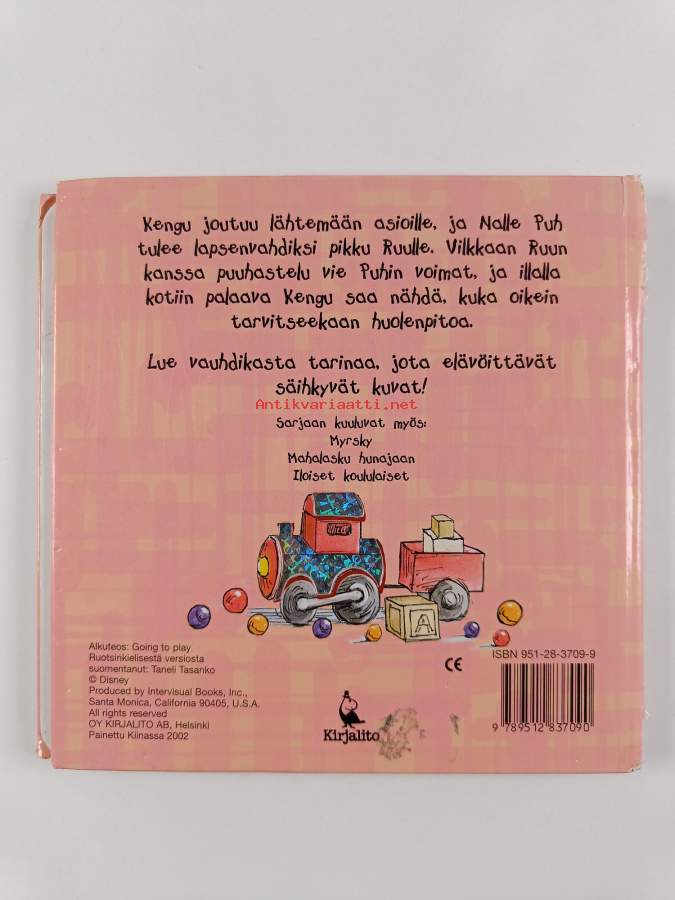 Kengu joutuu lähtemään asioille, ja Nalle Puh
tulee lapsenvahdiksi pikku Ruulle. Vilkkaan Ruun
kanssa puuhastelu vie Puhin voimat, ja illalla
kotiin palaava Kengu saa nähdä, kuka oikein
tarvitseekaan huolenpitoa.
Lue vauhdikasta tarinaa, jota elävöittävät
säihkyvät kuvat!
Antikvariaatti.net
Sarjaan kuuluvat myös:
Myrsky
Mahalasku hunajaan
Iloiset koululaiset
A
Alkuteos: Going to play
Ruotsinkielisestä versiosta
suomentanut: Taneli Tasanko
© Disney
Produced by Intervisual Books, Inc.,
Santa Monica, California 90405, U.S.A.
All rights reserved
OY KIRJALITO AB, Helsinki
Painettu Kiinassa 2002
Kirjalito
CE
ISBN 951-28-3709-9
9 789512 837090